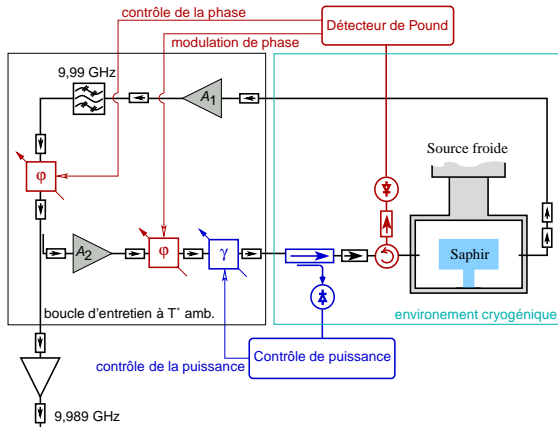 contrôle de la phase
Détecteur de Pound
modulation de phase
9,99 GHz
A1
Source froide
φ
A2
φ
γ
Saphir
boucle d'entretien à T° amb.
environement cryogénique
contrôle de la puissance
Contrôle de puissance
9,989 GHz